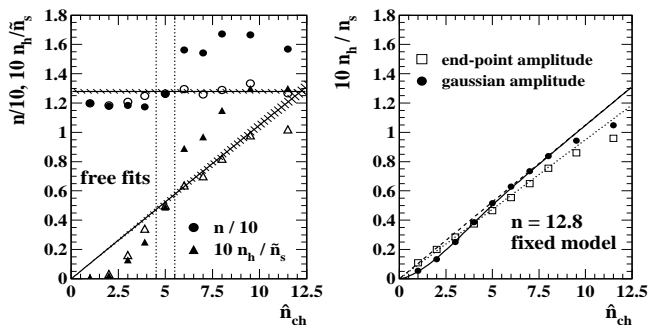 n/10, 10 n_h/ñ_s
1.8
1.6
1.4
1.2
1
0.8
0.6
0.4
0.2
0
free fits
n / 10
10 n_h / ñ_s
0 2.5 5 7.5 10 12.5
n̂_ch
10 n_h / n_s
1.8
1.6
1.4
1.2
1
0.8
0.6
0.4
0.2
0
end-point amplitude
gaussian amplitude
n = 12.8
fixed model
0 2.5 5 7.5 10 12.5
n̂_ch